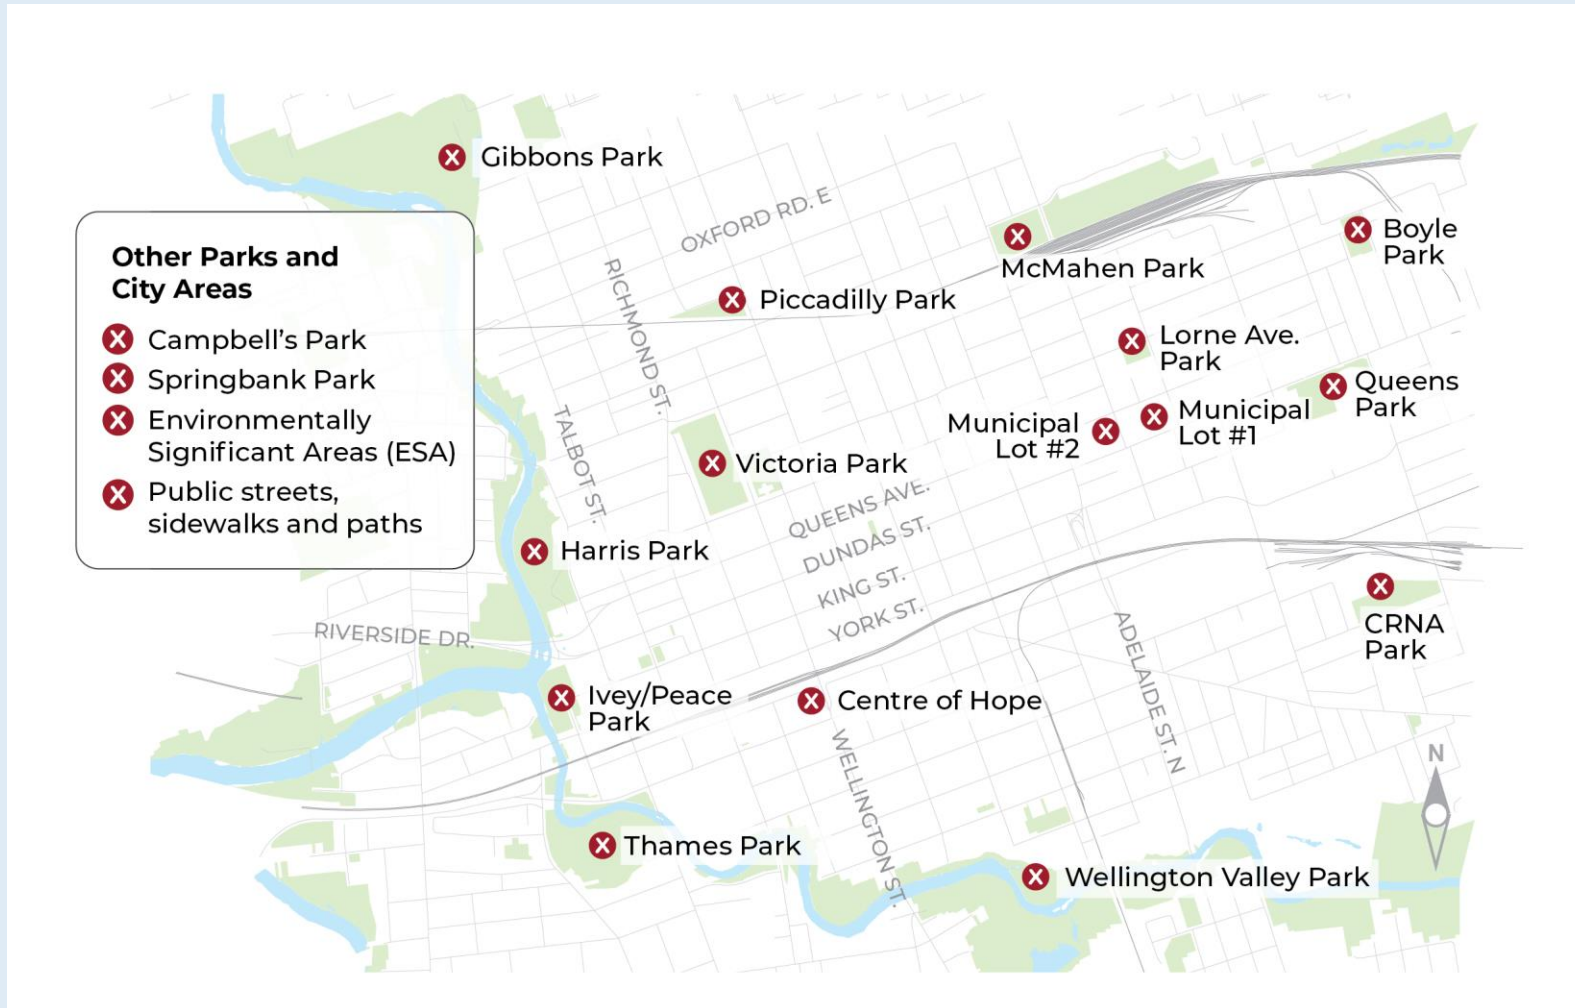 Gibbons Park
OXFORD RD. E
Boyle
Park
McMahen Park
Other Parks and
City Areas
Campbell's Park
Springbank Park
Environmentally
Significant Areas (ESA)
Public streets,
sidewalks and paths
RICHMOND ST.
Piccadilly Park
Lorne Ave.
Park
Queens
Park
Municipal
Lot #1
Municipal
Lot #2
TALBOT ST.
Victoria Park
QUEENS AVE.
DUNDAS ST.
KING ST.
YORK ST.
Harris Park
RIVERSIDE DR.
CRNA
Park
ADELAIDE ST. N
Ivey/Peace
Park
Centre of Hope
WELLINGTON ST.
N
Thames Park
Wellington Valley Park